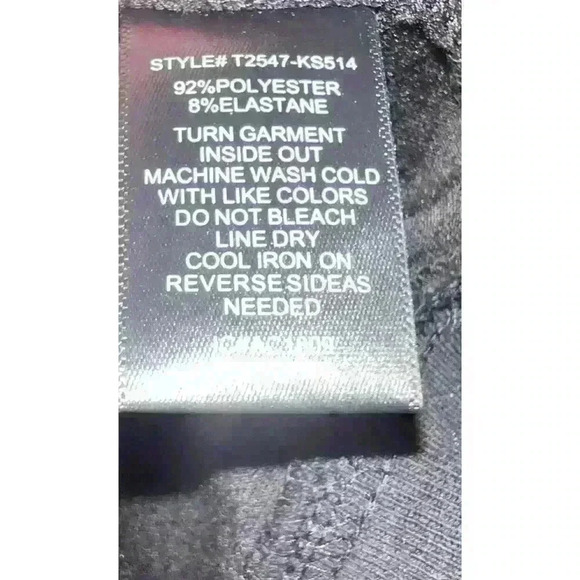 STYLE# T2547-KS514
92%POLYESTER
8%ELASTANE
TURN GARMENT
INSIDE OUT
MACHINE WASH COLD
WITH LIKE COLORS
DO NOT BLEACH
LINE DRY
COOL IRON ON
REVERSE SIDEAS
NEEDED